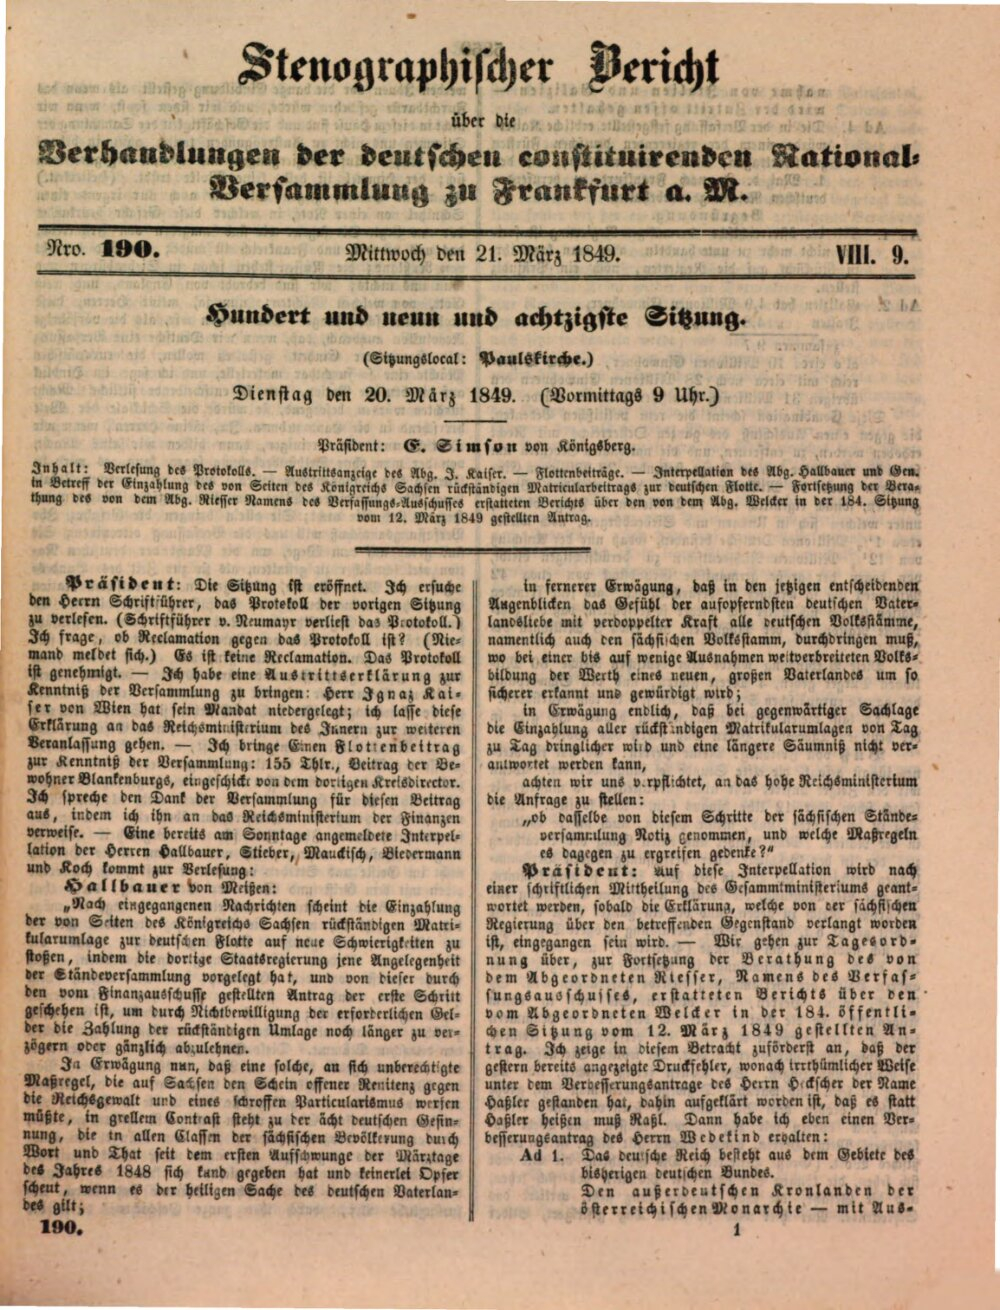 Stenographischer Bericht
über die
Verhandlungen der deutschen constituirenden National-
Versammlung zu Frankfurt a. M.
Nro. 190. Mittwoch den 21. März 1849. VIII. 9.
Hundert und neun und achtzigste Sitzung.
(Sitzungslocal: Paulskirche.)
Dienstag den 20. März 1849. (Vormittags 9 Uhr.)
Präsident: E. Simson von Königsberg.
Inhalt: Verlesung des Protokolls. — Austrittsanzeige des Abg. J. Kaiser. — Flottenbeiträge. — Interpellation des Abg. Hallbauer und Gen.
in Betreff der Einzahlung des von Seiten des Königreichs Sachsen rückständigen Matricularbeitrags zur deutschen Flotte. — Fortsetzung der Bera-
thung des von dem Abg. Riesser Namens des Verfassungs-Ausschusses erstatteten Berichts über den von dem Abg. Welcker in der 184. Sitzung
vom 12. März 1849 gestellten Antrag.
Präsident: Die Sitzung ist eröffnet. Ich ersuche
den Herrn Schriftführer, das Protokoll der vorigen Sitzung
zu verlesen. (Schriftführer v. Neumayr verliest das Protokoll.)
Ich frage, ob Reclamation gegen das Protokoll ist? (Nie-
mand meldet sich.) Es ist keine Reclamation. Das Protokoll
ist genehmigt. — Ich habe eine Austrittserklärung zur
Kenntniß der Versammlung zu bringen: Herr Ignaz Kai-
ser von Wien hat sein Mandat niedergelegt; ich lasse diese
Erklärung an das Reichsministerium des Innern zur weiteren
Veranlassung gehen. — Ich bringe Einen Flottenbeitrag
zur Kenntniß der Versammlung: 155 Thlr., Beitrag der Be-
wohner Blankenburgs, eingeschickt von dem dortigen Kreisdirector.
Ich spreche den Dank der Versammlung für diesen Beitrag
aus, indem ich ihn an das Reichsministerium der Finanzen
verweise. — Eine bereits am Sonntage angemeldete Interpel-
lation der Herren Hallbauer, Stieber, Mauckisch, Biedermann
und Koch kommt zur Verlesung:
Hallbauer von Meißen:
„Nach eingegangenen Nachrichten scheint die Einzahlung
der von Seiten des Königreichs Sachsen rückständigen Matri-
kularumlage zur deutschen Flotte auf neue Schwierigkeiten zu
stoßen, indem die dortige Staatsregierung jene Angelegenheit
der Ständeversammlung vorgelegt hat, und von dieser durch
den vom Finanzausschusse gestellten Antrag der erste Schritt
geschehen ist, um durch Nichtbewilligung der erforderlichen Gel-
der die Zahlung der rückständigen Umlage noch länger zu ver-
zögern oder gänzlich abzulehnen.
In Erwägung nun, daß eine solche, an sich unberechtigte
Maßregel, die auf Sachsen den Schein offener Renitenz gegen
die Reichsgewalt und eines schroffen Particularismus werfen
müßte, in grellem Contrast steht zu der ächt deutschen Gesin-
nung, die in allen Classen der sächsischen Bevölkerung durch
Wort und That seit dem ersten Aufschwunge der Märztage
des Jahres 1848 sich kund gegeben hat und keinerlei Opfer
scheut, wenn es der heiligen Sache des deutschen Vaterlan-
des gilt;
190.
in fernerer Erwägung, daß in den jetzigen entscheidenden
Augenblicken das Gefühl der aufopferndsten deutschen Vater-
landsliebe mit verdoppelter Kraft alle deutschen Volksstämme,
namentlich auch den sächsischen Volksstamm, durchdringen muß,
wo bei einer bis auf wenige Ausnahmen weitverbreiteten Volks-
bildung der Werth eines neuen, großen Vaterlandes um so
sicherer erkannt und gewürdigt wird;
in Erwägung endlich, daß bei gegenwärtiger Sachlage
die Einzahlung aller rückständigen Matrikularumlagen von Tag
zu Tag dringlicher wird und eine längere Säumniß nicht ver-
antwortet werden kann,
achten wir uns verpflichtet, an das hohe Reichsministerium
die Anfrage zu stellen:
„ob dasselbe von diesem Schritte der sächsischen Stände-
versammlung Notiz genommen, und welche Maßregeln
es dagegen zu ergreifen gedenke?“
Präsident: Auf diese Interpellation wird nach
einer schriftlichen Mittheilung des Gesammtministeriums geant-
wortet werden, sobald die Erklärung, welche von der sächsischen
Regierung über den betreffenden Gegenstand verlangt worden
ist, eingegangen sein wird. — Wir gehen zur Tagesord-
nung über, zur Fortsetzung der Berathung des von
dem Abgeordneten Riesser, Namens des Verfas-
sungsausschusses, erstatteten Berichts über den
vom Abgeordneten Welcker in der 184. öffentli-
chen Sitzung vom 12. März 1849 gestellten An-
trag. Ich zeige in diesem Betracht zuförderst an, daß der
gestern bereits angezeigte Druckfehler, wonach irrthümlicher Weise
unter dem Verbesserungsantrage des Herrn Heckscher der Name
Haßler gestanden hat, dahin aufgeklärt worden ist, daß es statt
Haßler heißen muß Raßl. Dann habe ich eben einen Ver-
besserungsantrag des Herrn Wedekind erhalten:
Ad 1. Das deutsche Reich besteht aus dem Gebiete des
bisherigen deutschen Bundes.
Den außerdeutschen Kronlanden der
österreichischen Monarchie — mit Aus-
1